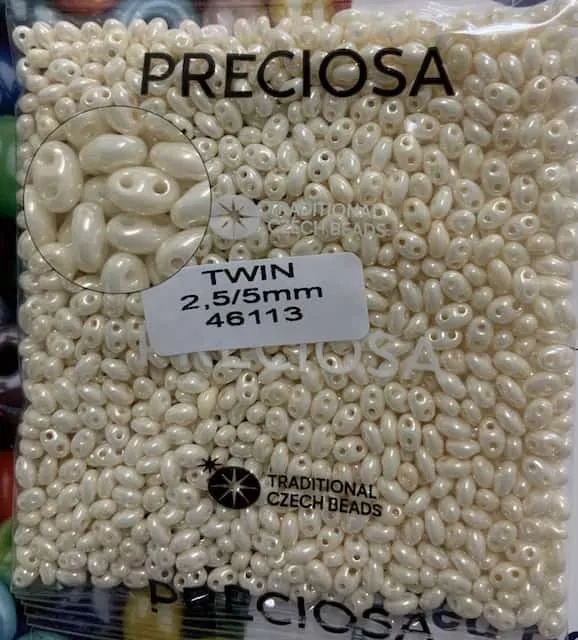 PRECIOSA
TRADITIONAL
CZECH BEADS
TWIN
2,5/5mm
46113
PRECIOSA
TRADITIONAL
CZECH BEADS
PRECIOSA